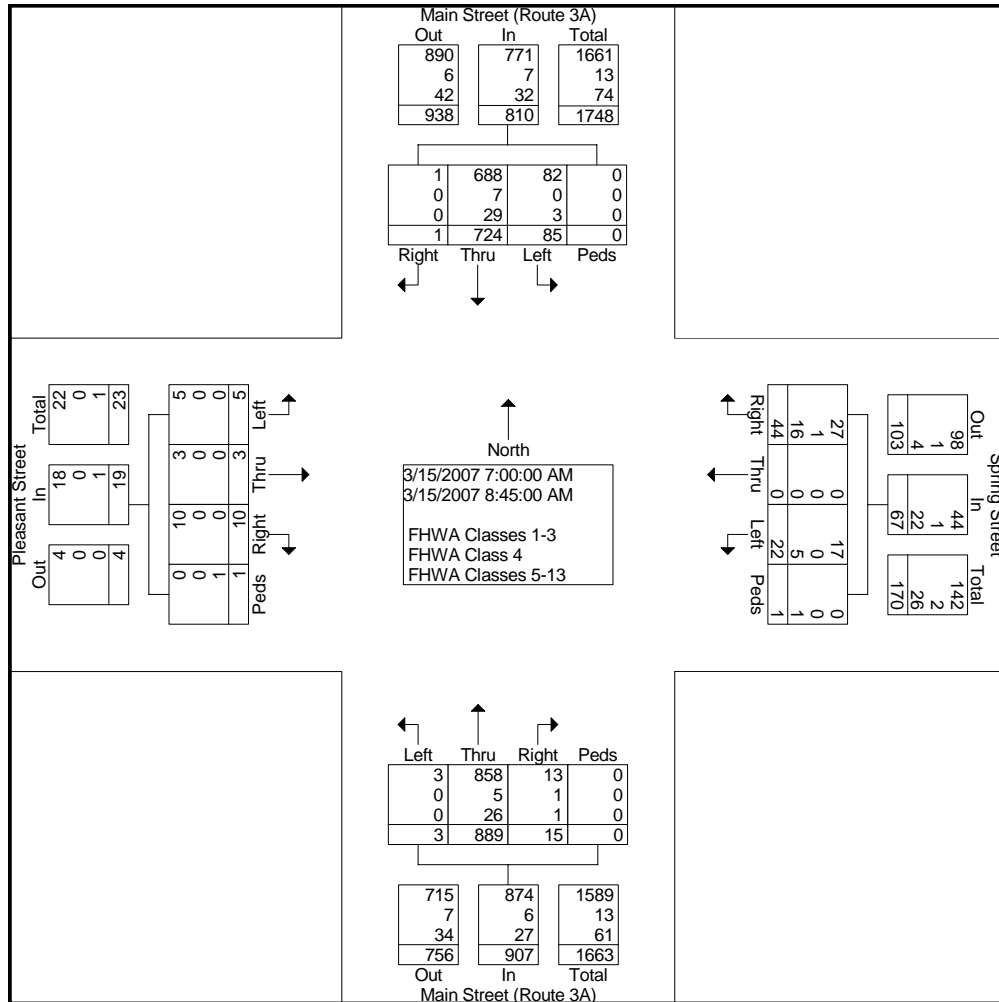 Main Street (Route 3A)
Out In Total
890 771 1661
6 7 13
42 32 74
938 810 1748
1 688 82 0
0 7 0 0
0 29 3 0
1 724 85 0
Right Thru Left Peds
Pleasant Street
Total In Out
22 18 4
0 0 0
1 1 0
23 19 4
5 3 10 0
0 0 0 0
0 0 0 1
5 3 10 1
Left Thru Right Peds
North
3/15/2007 7:00:00 AM
3/15/2007 8:45:00 AM
FHWA Classes 1-3
FHWA Class 4
FHWA Classes 5-13
Right Thru Left Peds
27 0 17 0
1 0 0 0
16 0 5 1
44 0 22 1
Out In Total
98 44 142
1 1 2
4 22 26
103 67 170
Spring Street
Left Thru Right Peds
3 858 13 0
0 5 1 0
0 26 1 0
3 889 15 0
715 874 1589
7 6 13
34 27 61
756 907 1663
Out In Total
Main Street (Route 3A)